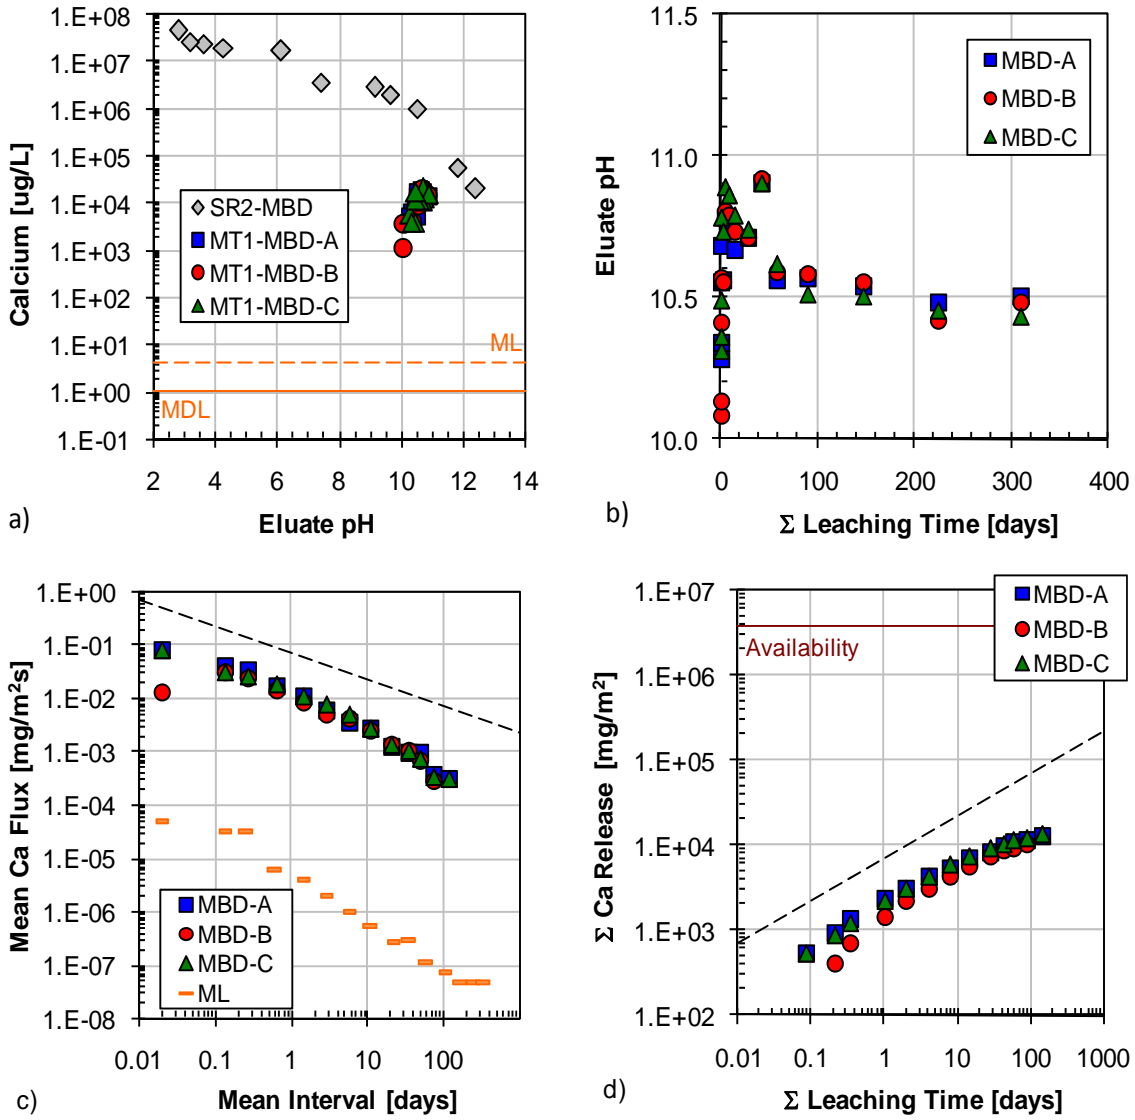 1.E+08
1.E+07
1.E+06
1.E+05
1.E+04
1.E+03
1.E+02
1.E+01
1.E+00
1.E-01
Calcium [ug/L]
SR2-MBD
MT1-MBD-A
MT1-MBD-B
MT1-MBD-C
ML
MDL
2 4 6 8 10 12 14
Eluate pH
a)
11.5
11.0
10.5
10.0
Eluate pH
MBD-A
MBD-B
MBD-C
0 100 200 300 400
Σ Leaching Time [days]
b)
1.E+00
1.E-01
1.E-02
1.E-03
1.E-04
1.E-05
1.E-06
1.E-07
1.E-08
Mean Ca Flux [mg/m²s]
MBD-A
MBD-B
MBD-C
ML
0.01 0.1 1 10 100
Mean Interval [days]
c)
1.E+07
1.E+06
1.E+05
1.E+04
1.E+03
1.E+02
Σ Ca Release [mg/m²]
MBD-A
MBD-B
MBD-C
Availability
0.01 0.1 1 10 100 1000
Σ Leaching Time [days]
d)